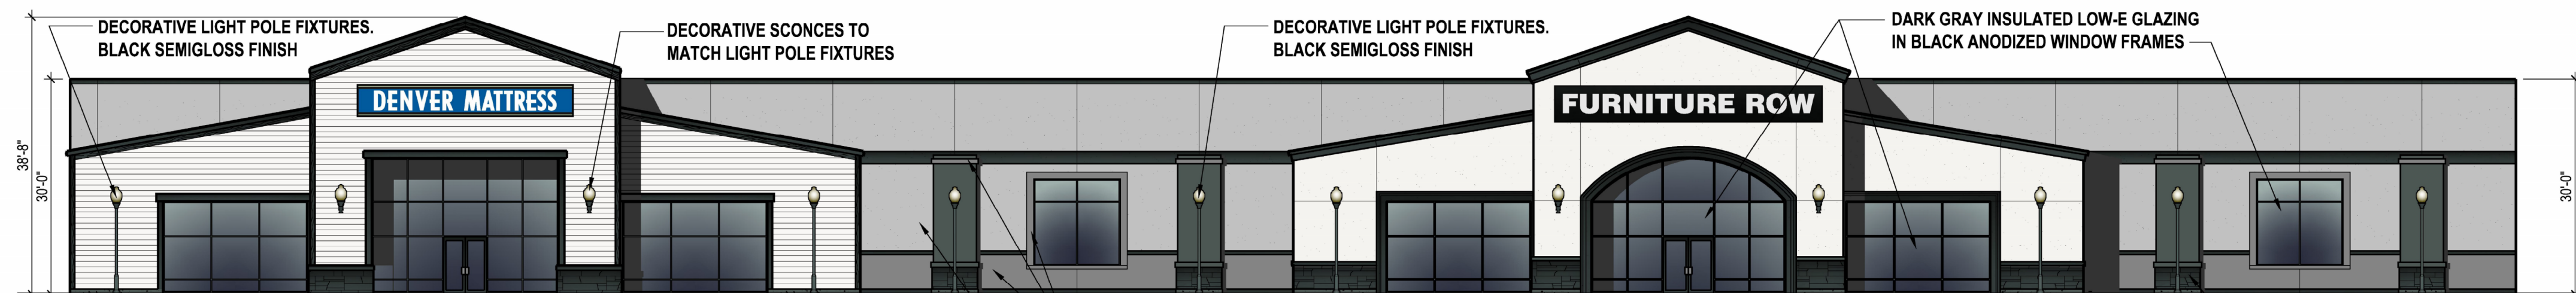 DECORATIVE LIGHT POLE FIXTURES.
BLACK SEMIGLOSS FINISH
DECORATIVE SCONCES TO
MATCH LIGHT POLE FIXTURES
DECORATIVE LIGHT POLE FIXTURES.
BLACK SEMIGLOSS FINISH
DARK GRAY INSULATED LOW-E GLAZING
IN BLACK ANODIZED WINDOW FRAMES
DENVER MATTRESS
FURNITURE ROW
38'-8"
30'-0"
30'-0"